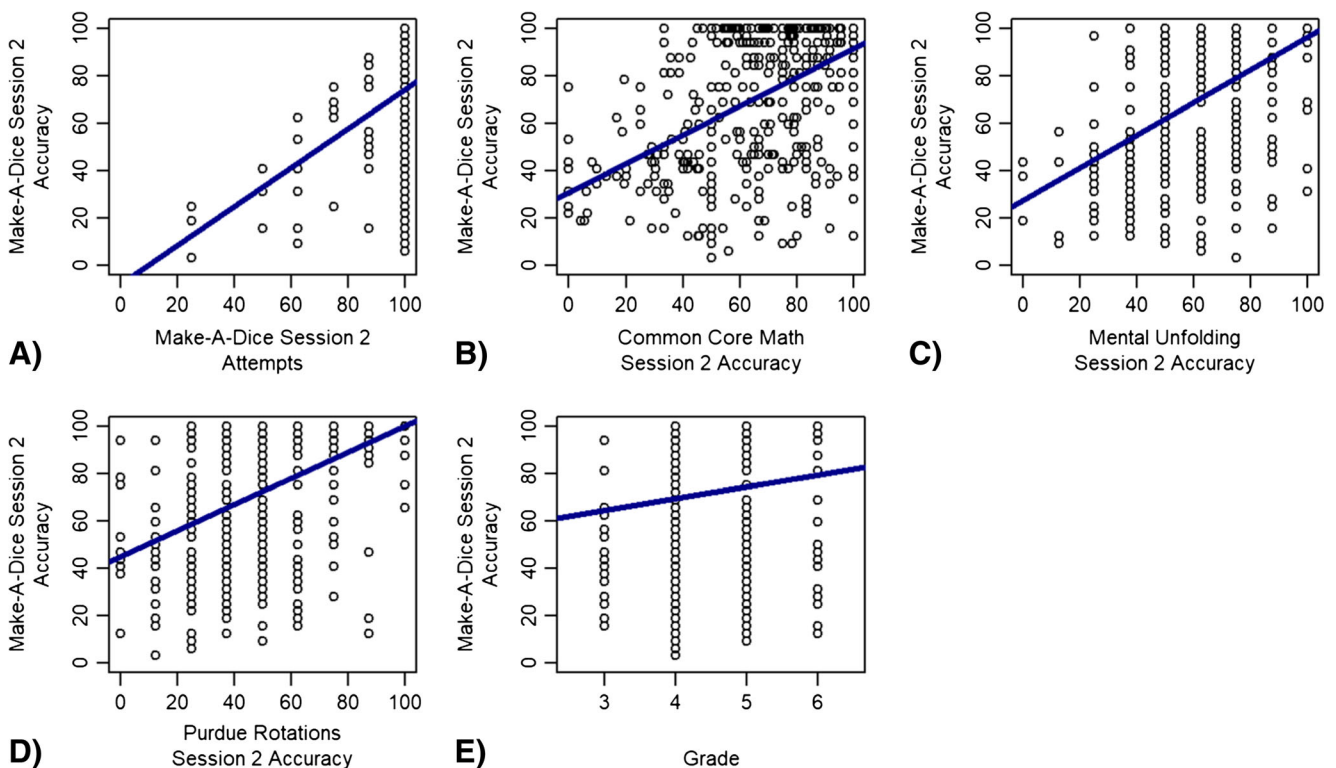 Make-A-Dice Session 2
Accuracy
100
80
60
40
20
0
0 20 40 60 80 100
Make-A-Dice Session 2
Attempts
A)
Make-A-Dice Session 2
Accuracy
100
80
60
40
20
0
0 20 40 60 80 100
Common Core Math
Session 2 Accuracy
B)
Make-A-Dice Session 2
Accuracy
100
80
60
40
20
0
0 20 40 60 80 100
Mental Unfolding
Session 2 Accuracy
C)
Make-A-Dice Session 2
Accuracy
100
80
60
40
20
0
0 20 40 60 80 100
Purdue Rotations
Session 2 Accuracy
D)
Make-A-Dice Session 2
Accuracy
100
80
60
40
20
0
3 4 5 6
Grade
E)